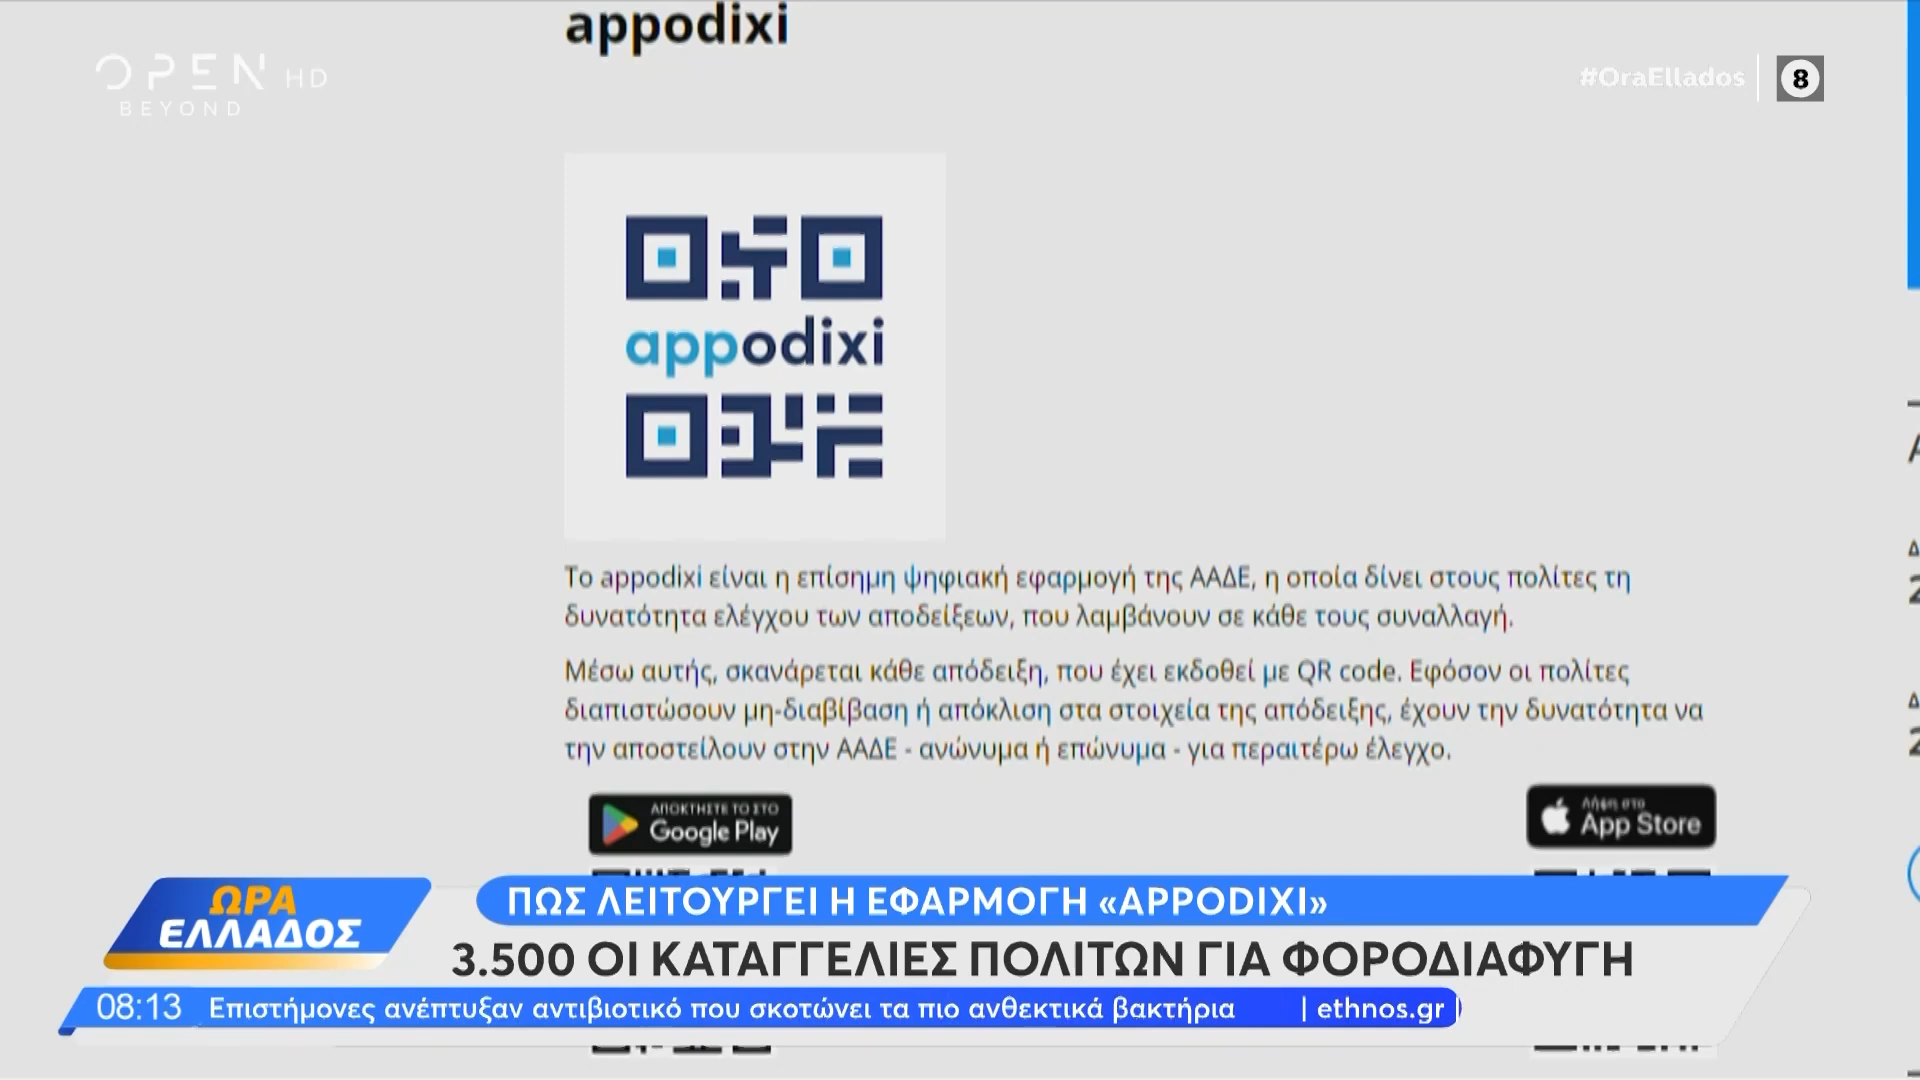 appodixi
OPEN HD
BEYOND
#OraEllados
8
appodixi
Το appodixi είναι η επίσημη ψηφιακή εφαρμογή της ΑΑΔΕ, η οποία δίνει στους πολίτες τη
δυνατότητα ελέγχου των αποδείξεων, που λαμβάνουν σε κάθε τους συναλλαγή.
Μέσω αυτής, σκανάρεται κάθε απόδειξη, που έχει εκδοθεί με QR code. Εφόσον οι πολίτες
διαπιστώσουν μη-διαβίβαση ή απόκλιση στα στοιχεία της απόδειξης, έχουν την δυνατότητα να
την αποστείλουν στην ΑΑΔΕ - ανώνυμα ή επώνυμα - για περαιτέρω έλεγχο.
ΑΠΟΚΤΗΣΤΕ ΤΟ ΣΤΟ
Google Play
Λήψη στο
App Store
ΩΡΑ
ΕΛΛΑΔΟΣ
ΠΩΣ ΛΕΙΤΟΥΡΓΕΙ Η ΕΦΑΡΜΟΓΗ «APPODIXI»
3.500 ΟΙ ΚΑΤΑΓΓΕΛΙΕΣ ΠΟΛΙΤΩΝ ΓΙΑ ΦΟΡΟΔΙΑΦΥΓΗ
08:13 Επιστήμονες ανέπτυξαν αντιβιοτικό που σκοτώνει τα πιο ανθεκτικά βακτήρια | ethnos.gr |